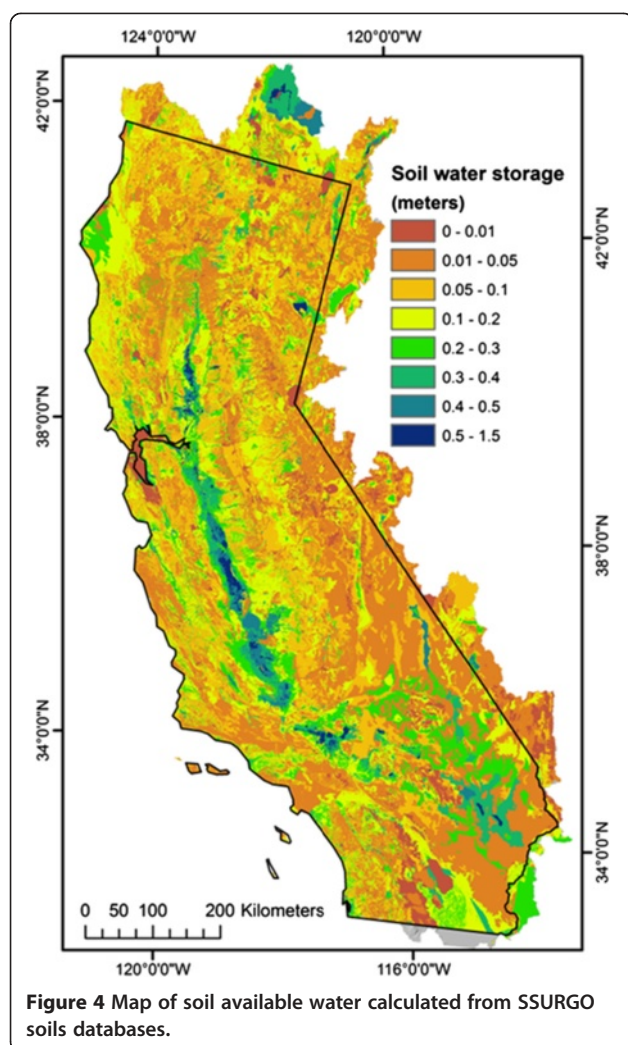 124°0'0"W
120°0'0"W
42°0'0"N
Soil water storage
(meters)
0 - 0.01
0.01 - 0.05
0.05 - 0.1
0.1 - 0.2
0.2 - 0.3
0.3 - 0.4
0.4 - 0.5
0.5 - 1.5
42°0'0"N
38°0'0"N
38°0'0"N
34°0'0"N
34°0'0"N
0 50 100 200 Kilometers
120°0'0"W
116°0'0"W
Figure 4 Map of soil available water calculated from SSURGO
soils databases.